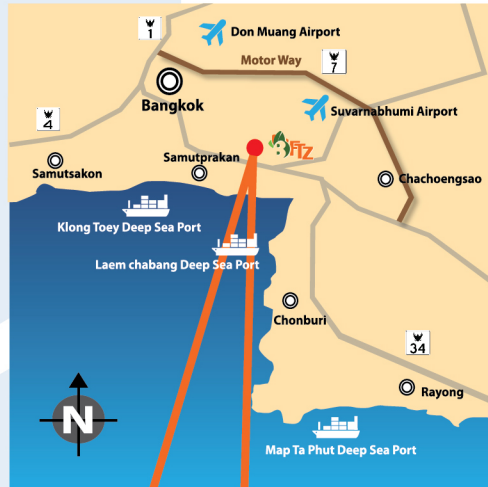 1
Don Muang Airport
Motor Way
7
Bangkok
Suvarnabhumi Airport
4
BFTZ
Samutsakon
Samutprakan
Chachoengsao
Klong Toey Deep Sea Port
Laem chabang Deep Sea Port
Chonburi
34
Rayong
N
Map Ta Phut Deep Sea Port